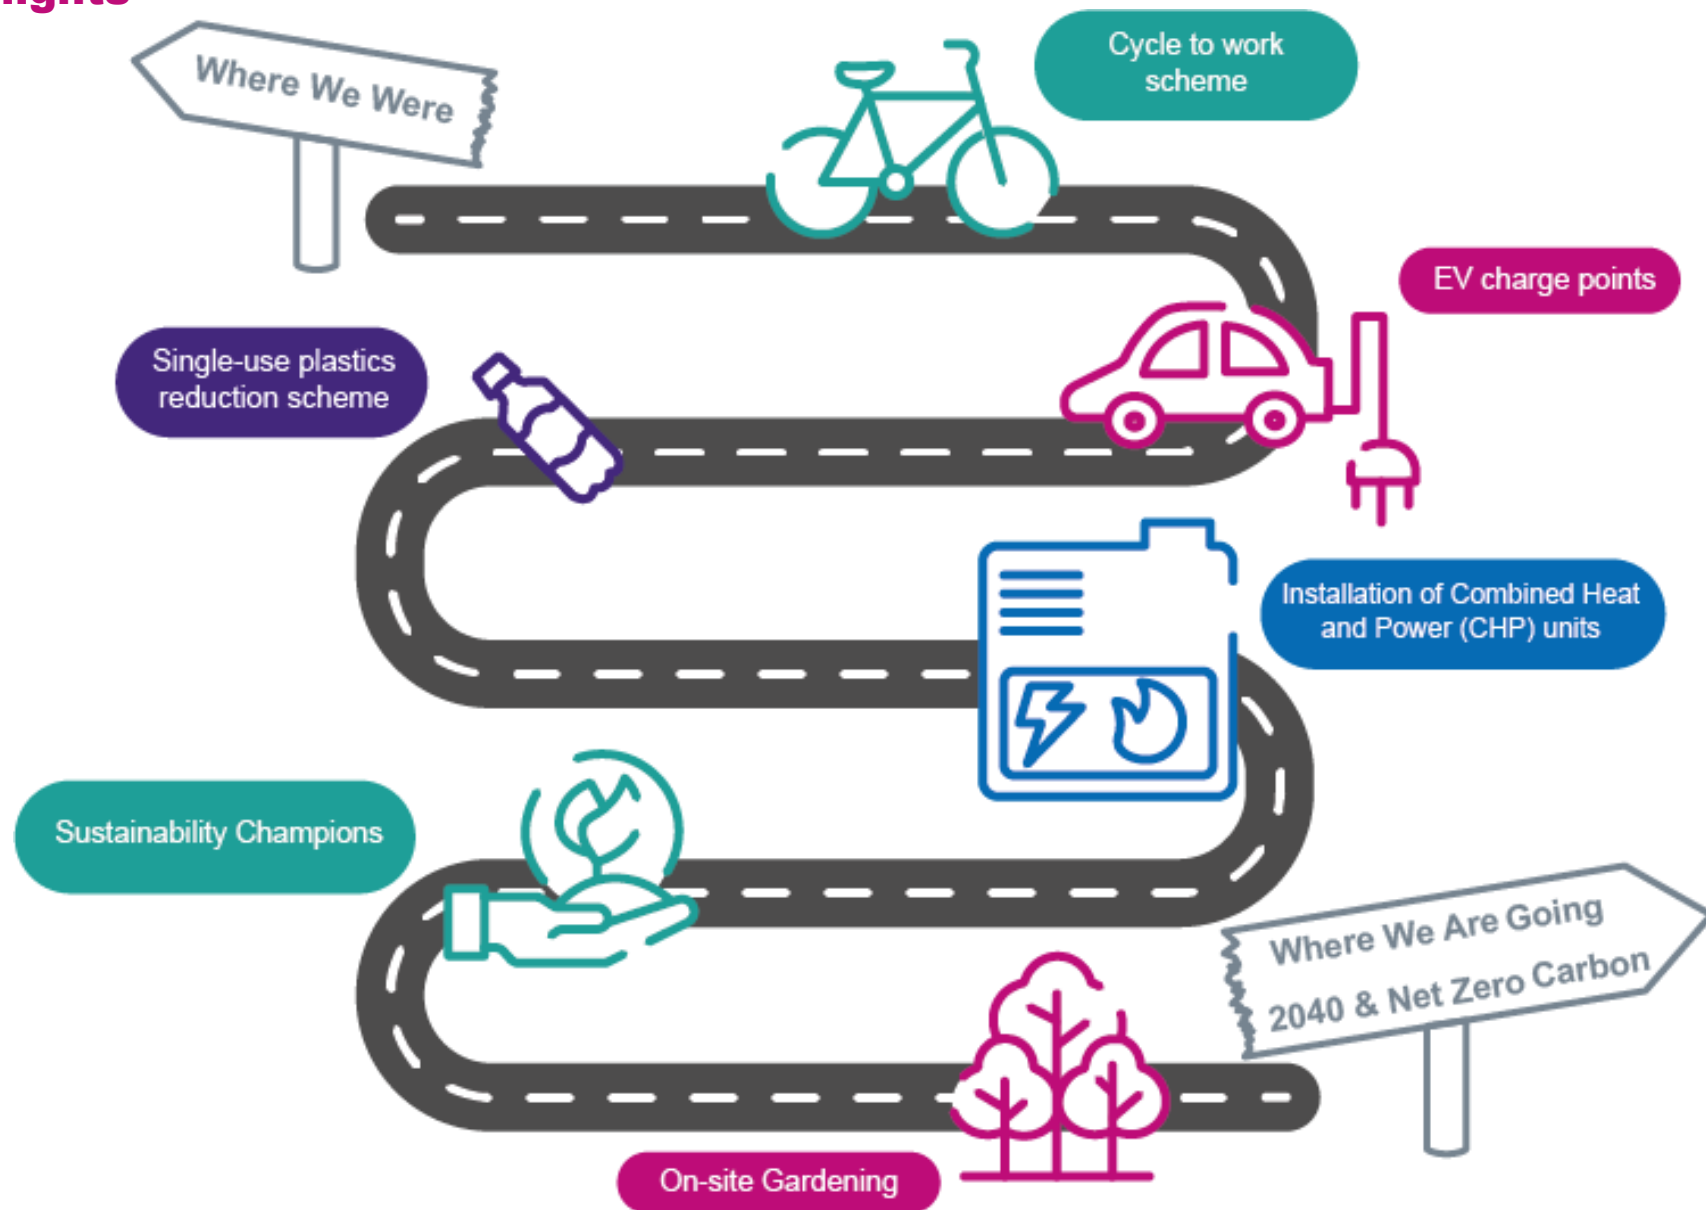 Where We Were
Cycle to work
scheme
EV charge points
Single-use plastics
reduction scheme
Installation of Combined Heat
and Power (CHP) units
Sustainability Champions
Where We Are Going
2040 & Net Zero Carbon
On-site Gardening